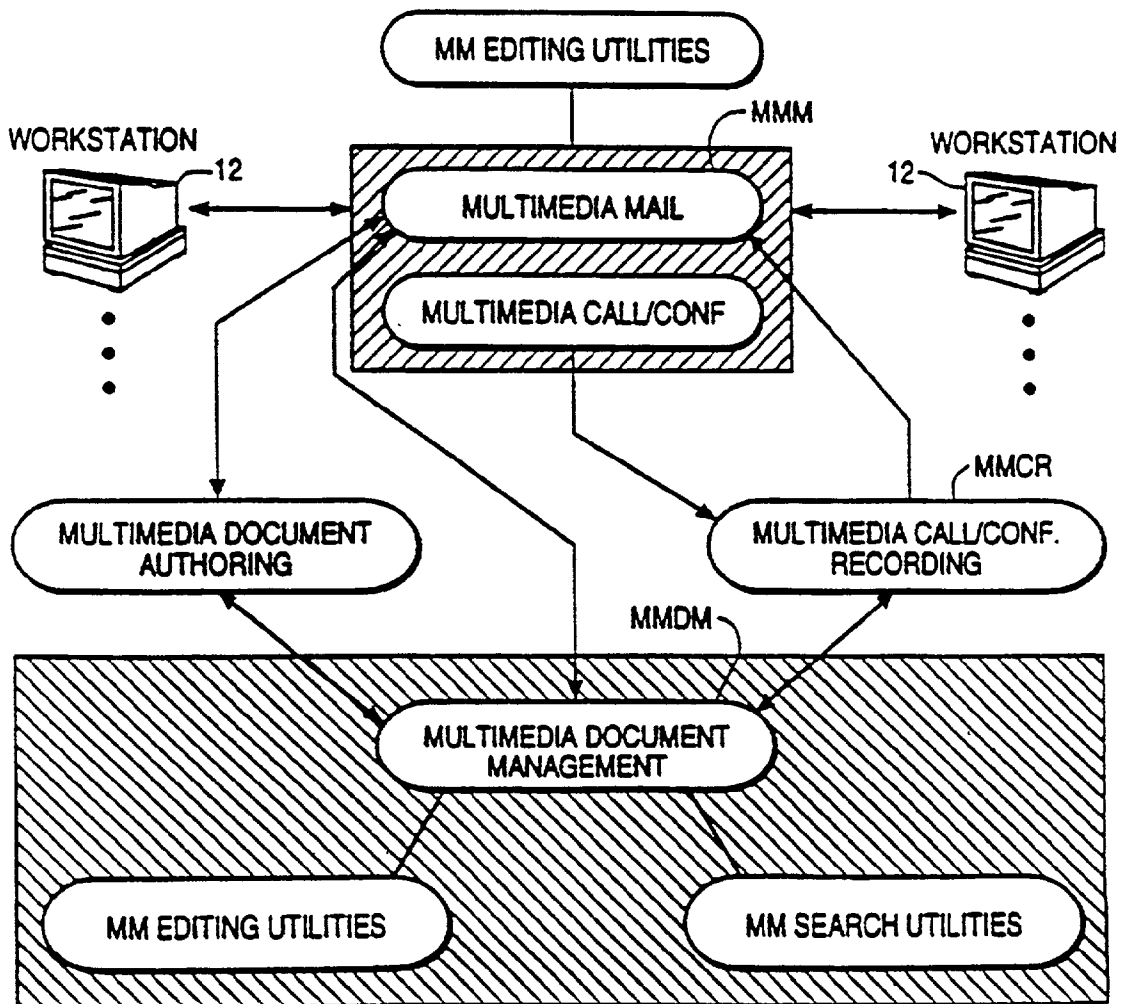 MM EDITING UTILITIES
MMM
WORKSTATION
12
WORKSTATION
12
MULTIMEDIA MAIL
MULTIMEDIA CALL/CONF
MMCR
MULTIMEDIA DOCUMENT
AUTHORING
MULTIMEDIA CALL/CONF.
RECORDING
MMDM
MULTIMEDIA DOCUMENT
MANAGEMENT
MM EDITING UTILITIES
MM SEARCH UTILITIES